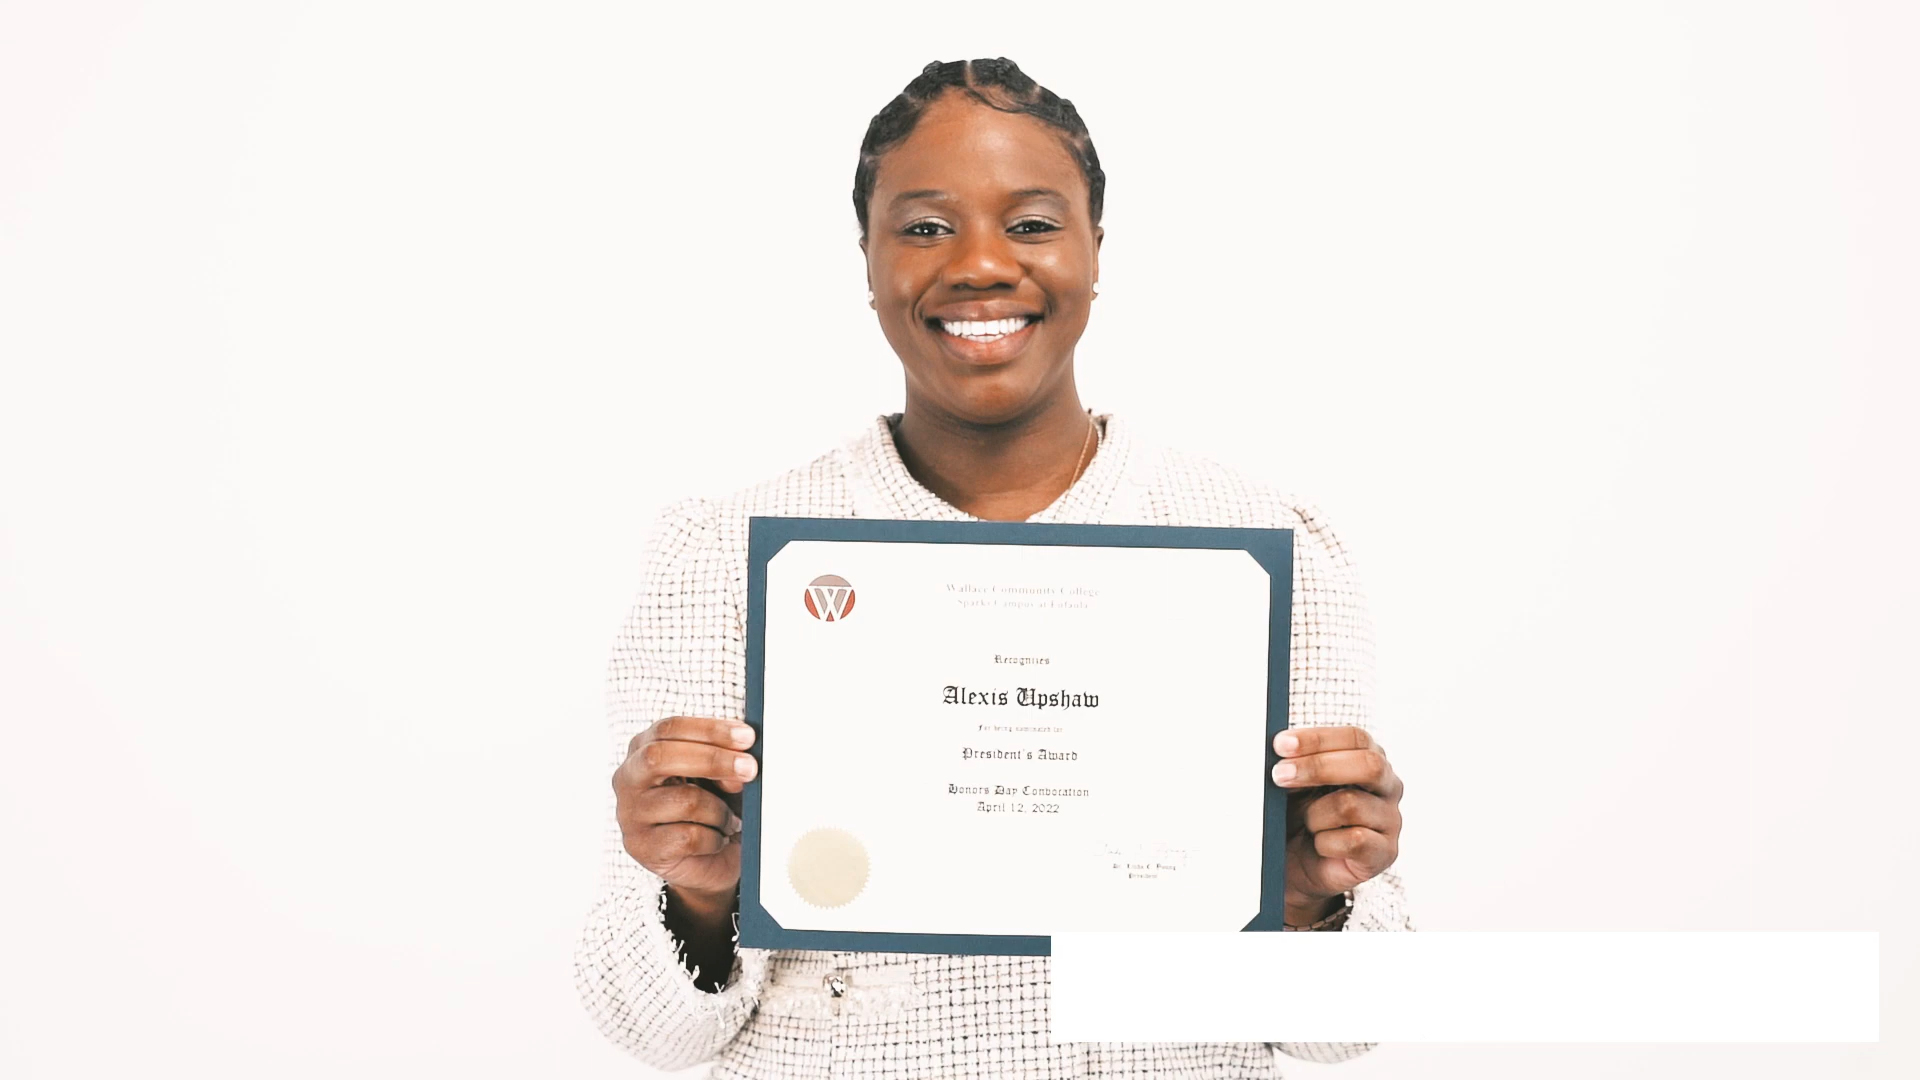 W
Wallace Community College
Sparks Campus at Eufaula
Recognizes
Alexis Upshaw
For being nominated for
President's Award
Honors Day Convocation
April 12, 2022
President